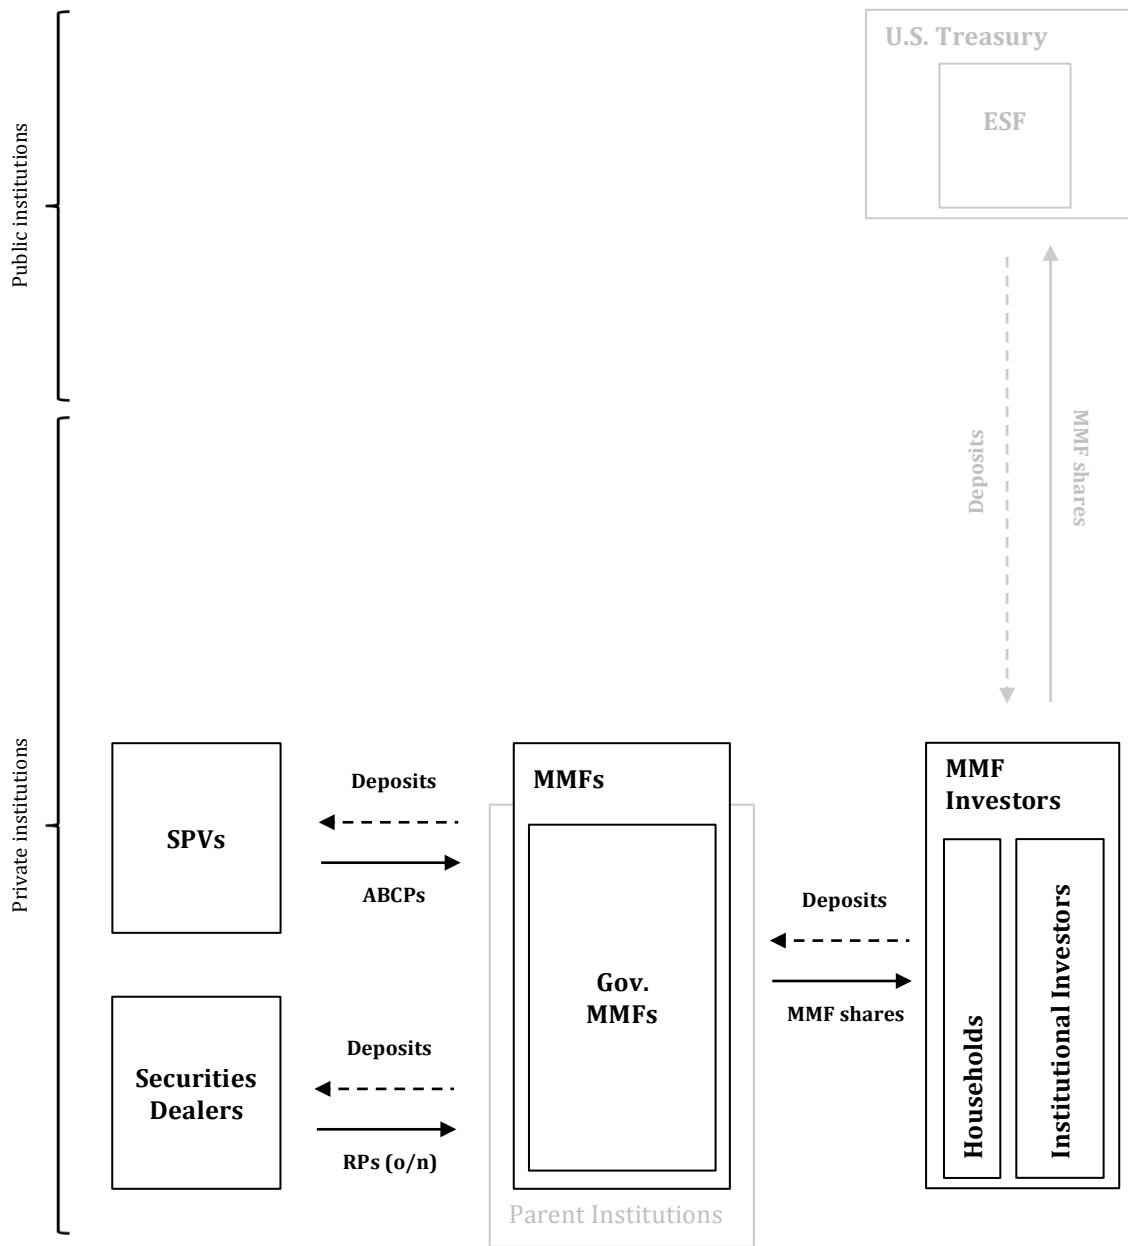 U.S. Treasury
ESF
Public institutions
Deposits
MMF shares
Private institutions
SPVs
Deposits
ABCPs
MMFs
Gov.
MMFs
Deposits
MMF shares
MMF
Investors
Households
Institutional Investors
Securities
Dealers
Deposits
RPs (o/n)
Parent Institutions